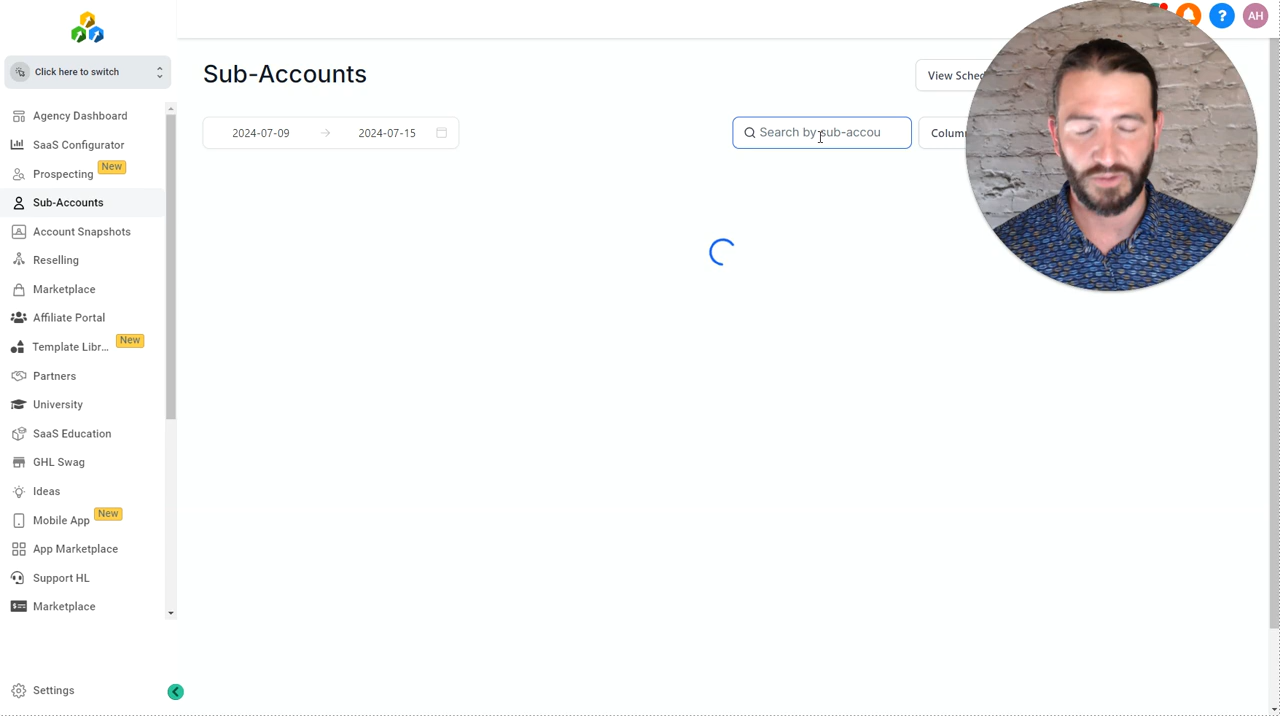 AH
Click here to switch
Sub-Accounts
View Sched
2024-07-09
2024-07-15
Search by sub-accou
Column
Agency Dashboard
SaaS Configurator
Prospecting New
Sub-Accounts
Account Snapshots
Reselling
Marketplace
Affiliate Portal
Template Libr... New
Partners
University
SaaS Education
GHL Swag
Ideas
Mobile App New
App Marketplace
Support HL
Marketplace
Settings